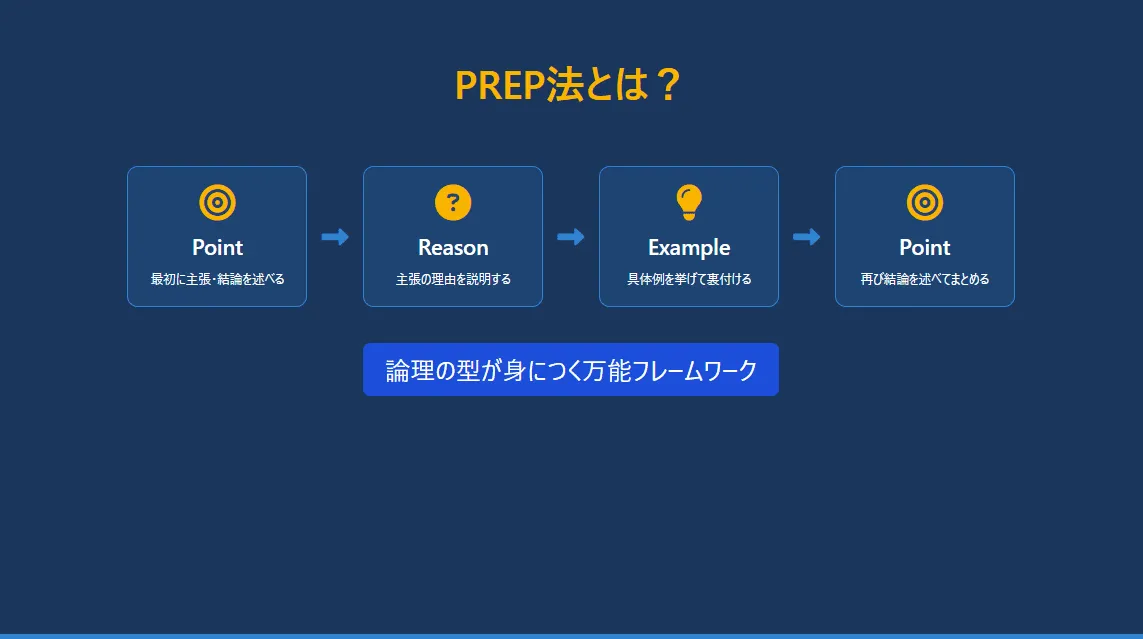 PREP法とは？
Point
最初に主張・結論を述べる
Reason
主張の理由を説明する
Example
具体例を挙げて裏付ける
Point
再び結論を述べてまとめる
論理の型が身につく万能フレームワーク